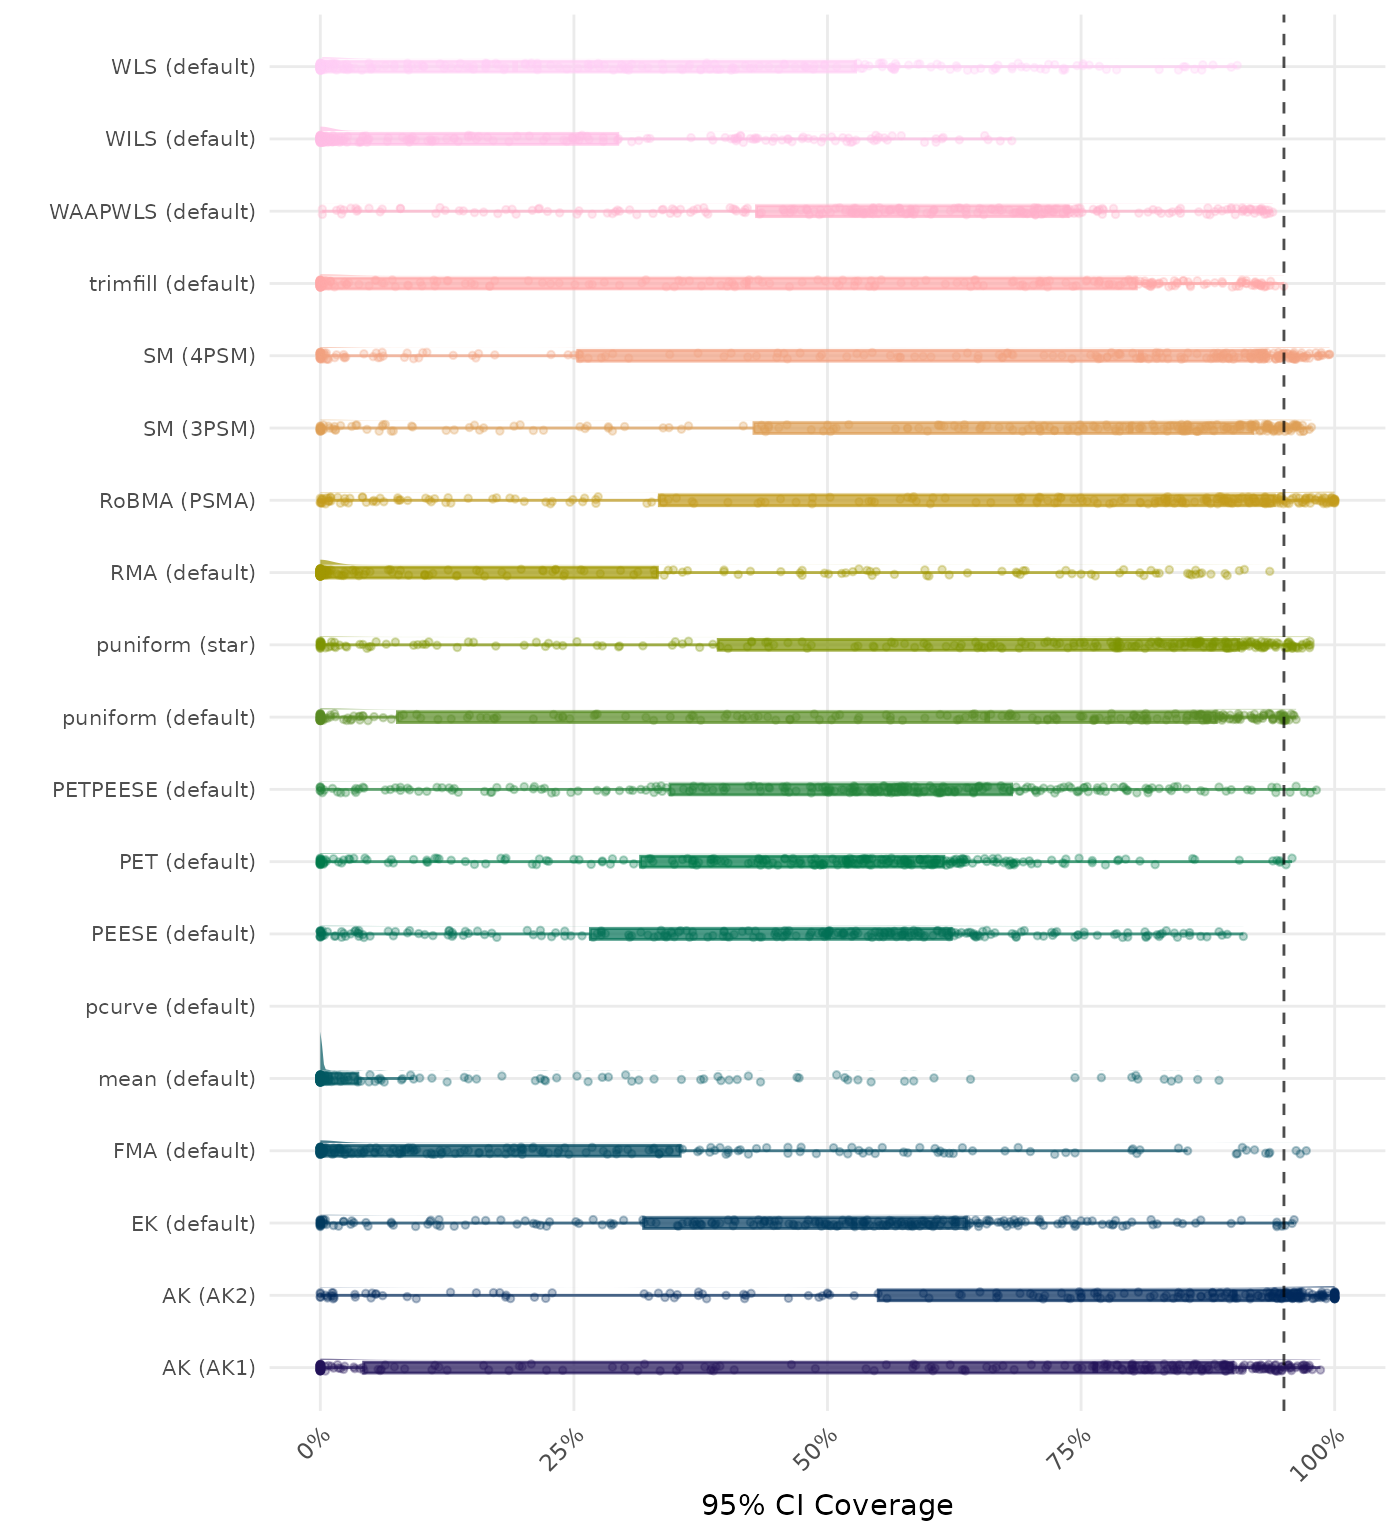 WLS (default)
WILS (default)
WAAPWLS (default)
trimfill (default)
SM (4PSM)
SM (3PSM)
RoBMA (PSMA)
RMA (default)
puniform (star)
puniform (default)
PETPEESE (default)
PET (default)
PEESE (default)
pcurve (default)
mean (default)
FMA (default)
EK (default)
AK (AK2)
AK (AK1)
0%
25%
50%
75%
100%
95% CI Coverage